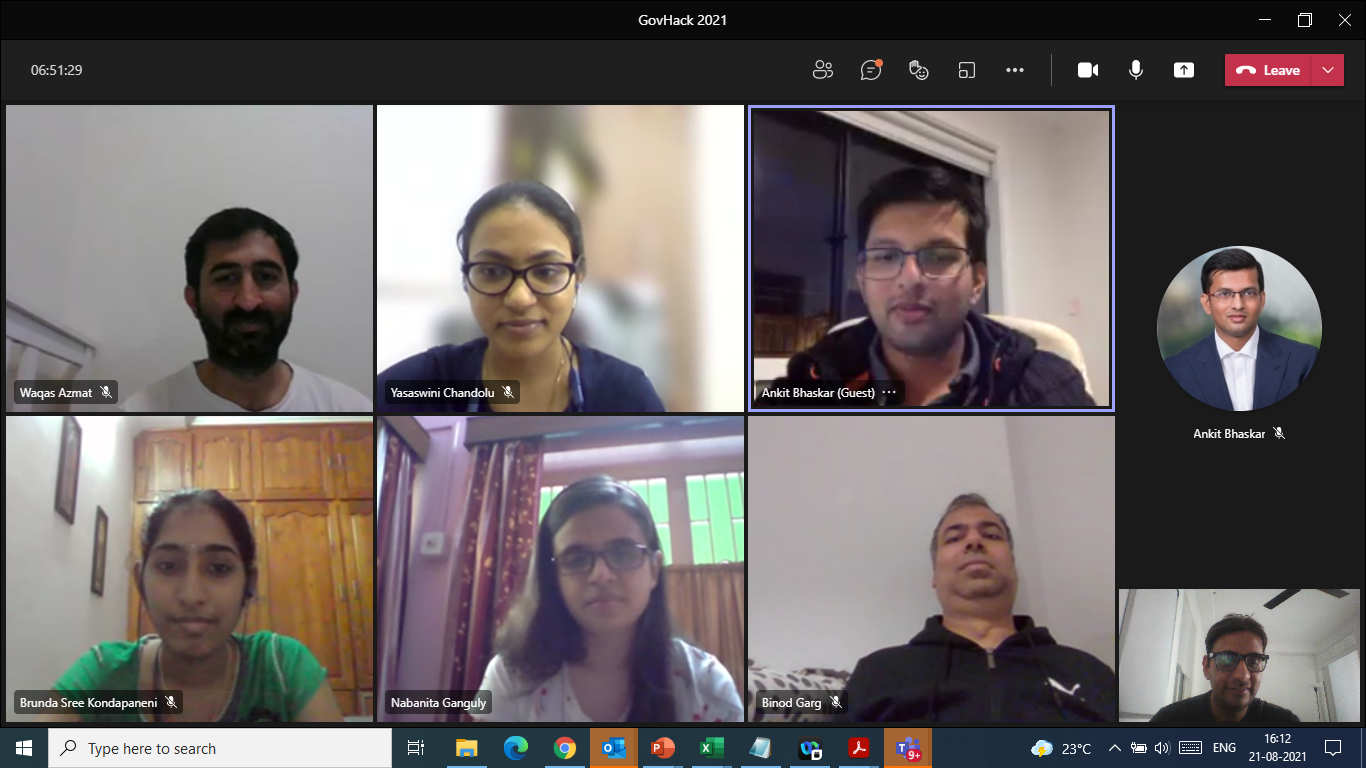 GovHack 2021
06:51:29
Leave
Waqas Azmat
Yasaswini Chandolu
Ankit Bhaskar (Guest)
Ankit Bhaskar
Brunda Sree Kondapaneni
Nabanita Ganguly
Binod Garg
Type here to search
9+
23°C
ENG
16:12
21-08-2021